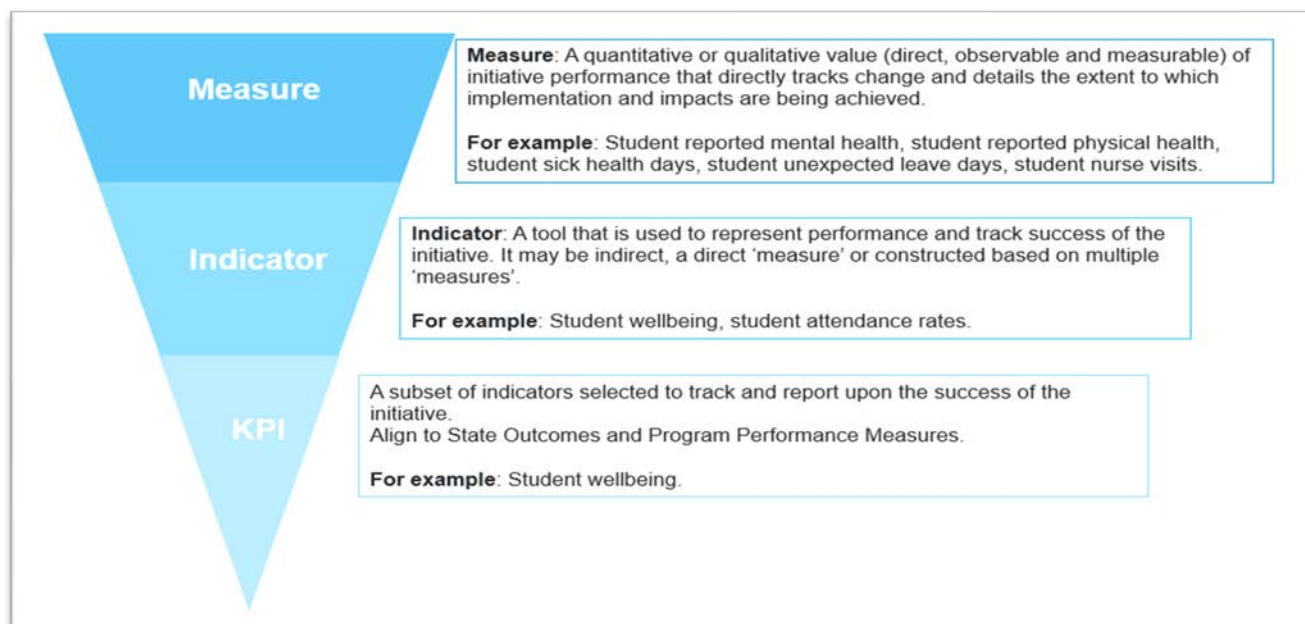 Measure
Measure: A quantitative or qualitative value (direct, observable and measurable) of
initiative performance that directly tracks change and details the extent to which
implementation and impacts are being achieved.
For example: Student reported mental health, student reported physical health,
student sick health days, student unexpected leave days, student nurse visits.
Indicator
Indicator: A tool that is used to represent performance and track success of the
initiative. It may be indirect, a direct ‘measure’ or constructed based on multiple
‘measures’.
For example: Student wellbeing, student attendance rates.
KPI
A subset of indicators selected to track and report upon the success of the
initiative.
Align to State Outcomes and Program Performance Measures.
For example: Student wellbeing.